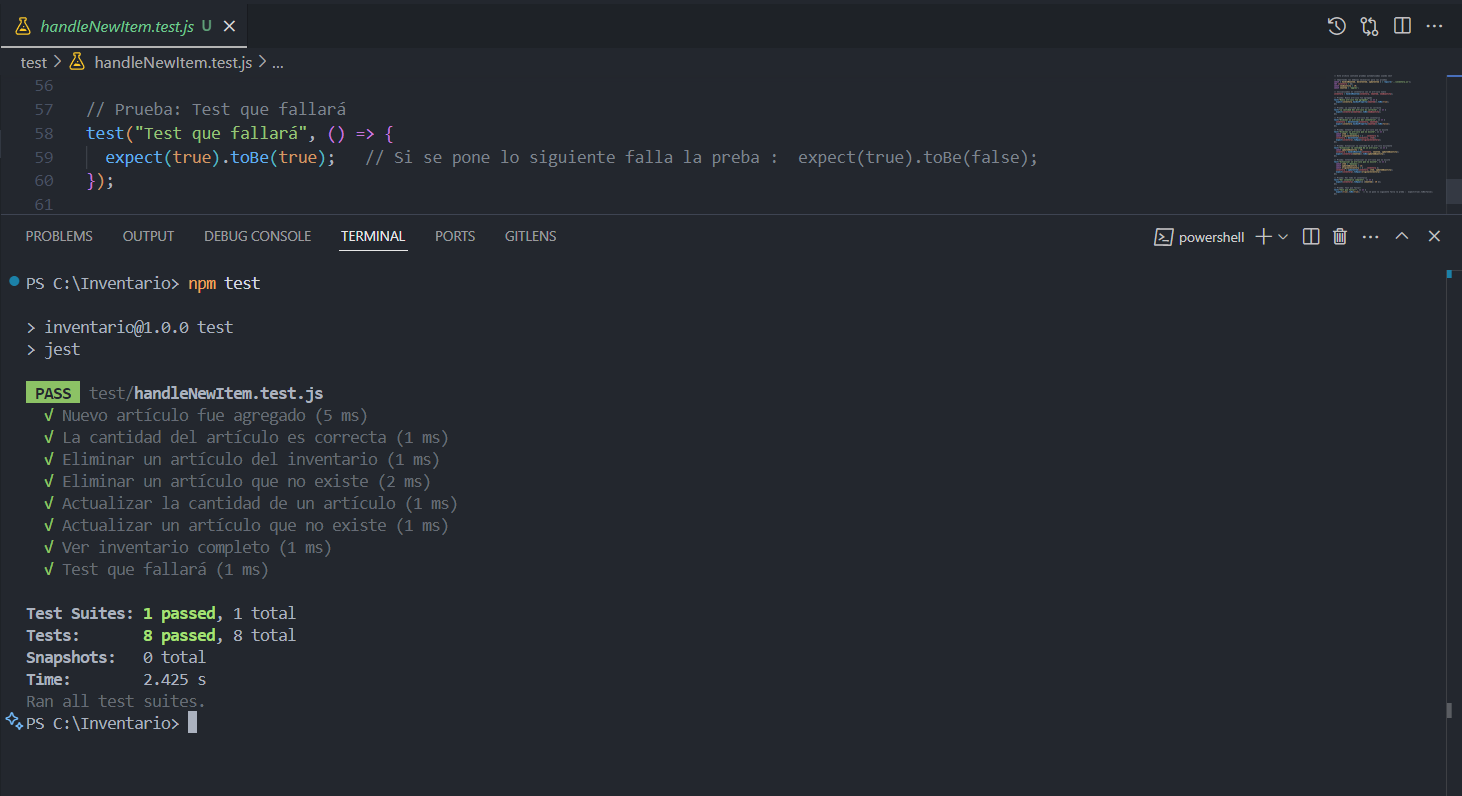 handleNewItem.test.js U
test > handleNewItem.test.js > ...
56
57 // Prueba: Test que fallará
58 test("Test que fallará", () => {
59 expect(true).toBe(true); // Si se pone lo siguiente falla la preba : expect(true).toBe(false);
60 });
61
PROBLEMS OUTPUT DEBUG CONSOLE TERMINAL PORTS GITLENS powershell
PS C:\Inventario> npm test
> inventario@1.0.0 test
> jest
PASS test/handleNewItem.test.js
√ Nuevo artículo fue agregado (5 ms)
√ La cantidad del artículo es correcta (1 ms)
√ Eliminar un artículo del inventario (1 ms)
√ Eliminar un artículo que no existe (2 ms)
√ Actualizar la cantidad de un artículo (1 ms)
√ Actualizar un artículo que no existe (1 ms)
√ Ver inventario completo (1 ms)
√ Test que fallará (1 ms)
Test Suites: 1 passed, 1 total
Tests: 8 passed, 8 total
Snapshots: 0 total
Time: 2.425 s
Ran all test suites.
PS C:\Inventario>